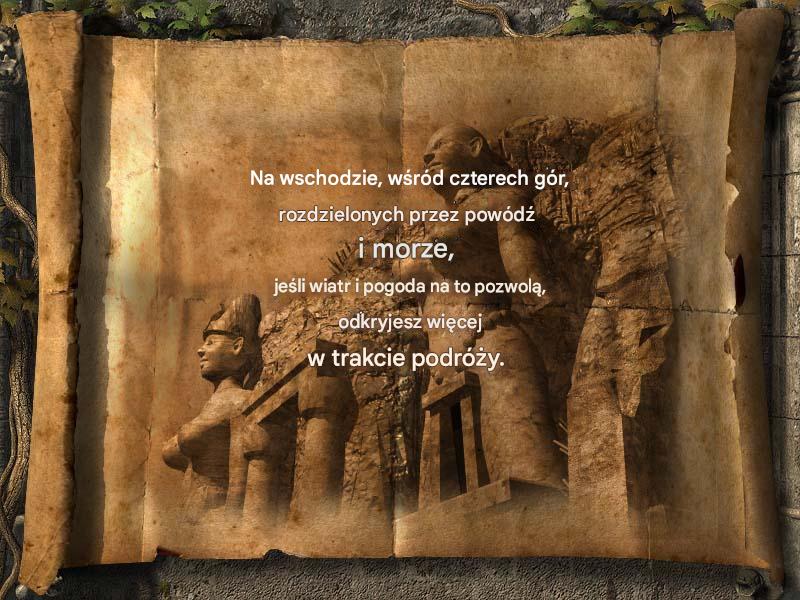 Na wschodzie, wśród czterech gór,
rozdzielonych przez powódź
i morze,
jeśli wiatr i pogoda na to pozwolą,
odkryjesz więcej
w trakcie podróży.